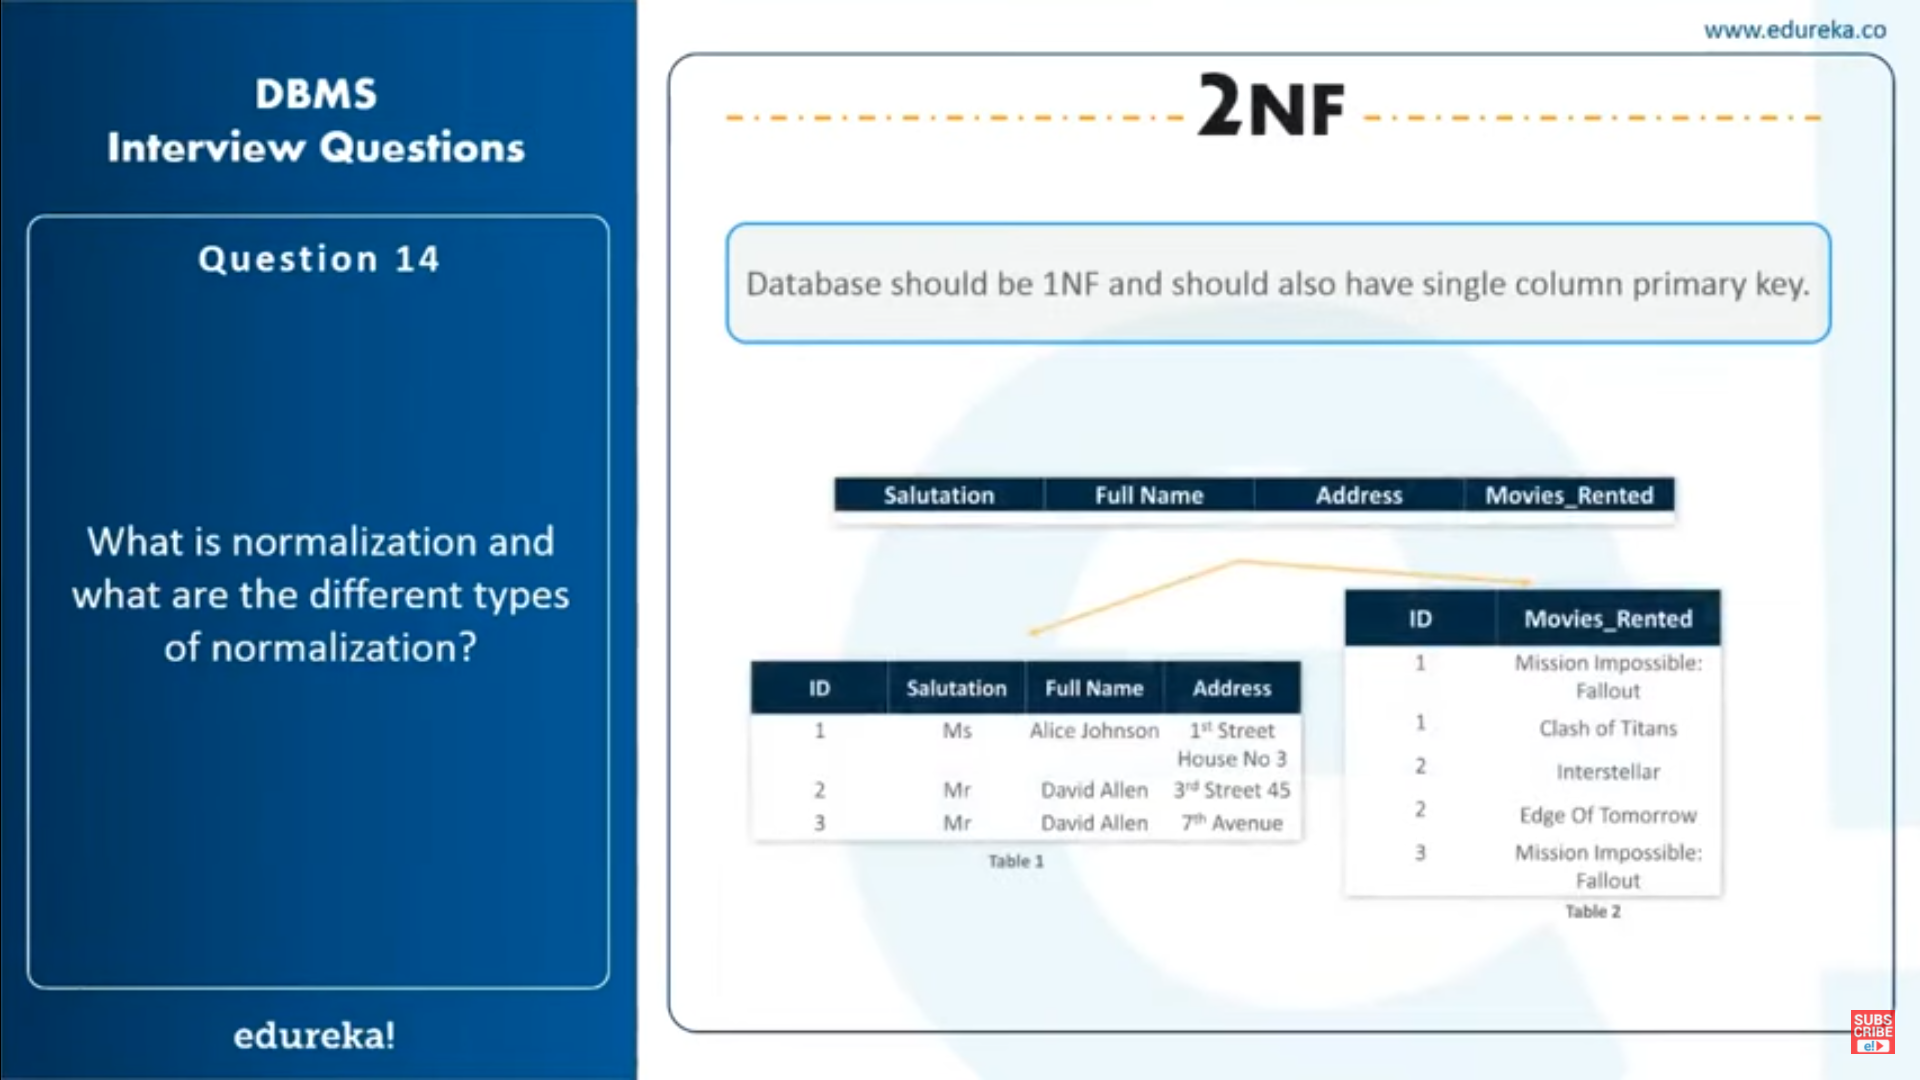 www.edureka.co
DBMS
Interview Questions
Question 14
What is normalization and
what are the different types
of normalization?
edureka!
2NF
Database should be 1NF and should also have single column primary key.
Salutation Full Name Address Movies_Rented
ID Salutation Full Name Address
1 Ms Alice Johnson 1st Street
House No 3
2 Mr David Allen 3rd Street 45
3 Mr David Allen 7th Avenue
Table 1
ID Movies_Rented
1 Mission Impossible:
Fallout
1 Clash of Titans
2 Interstellar
2 Edge Of Tomorrow
3 Mission Impossible:
Fallout
Table 2
SUBS
CRIBE
e!